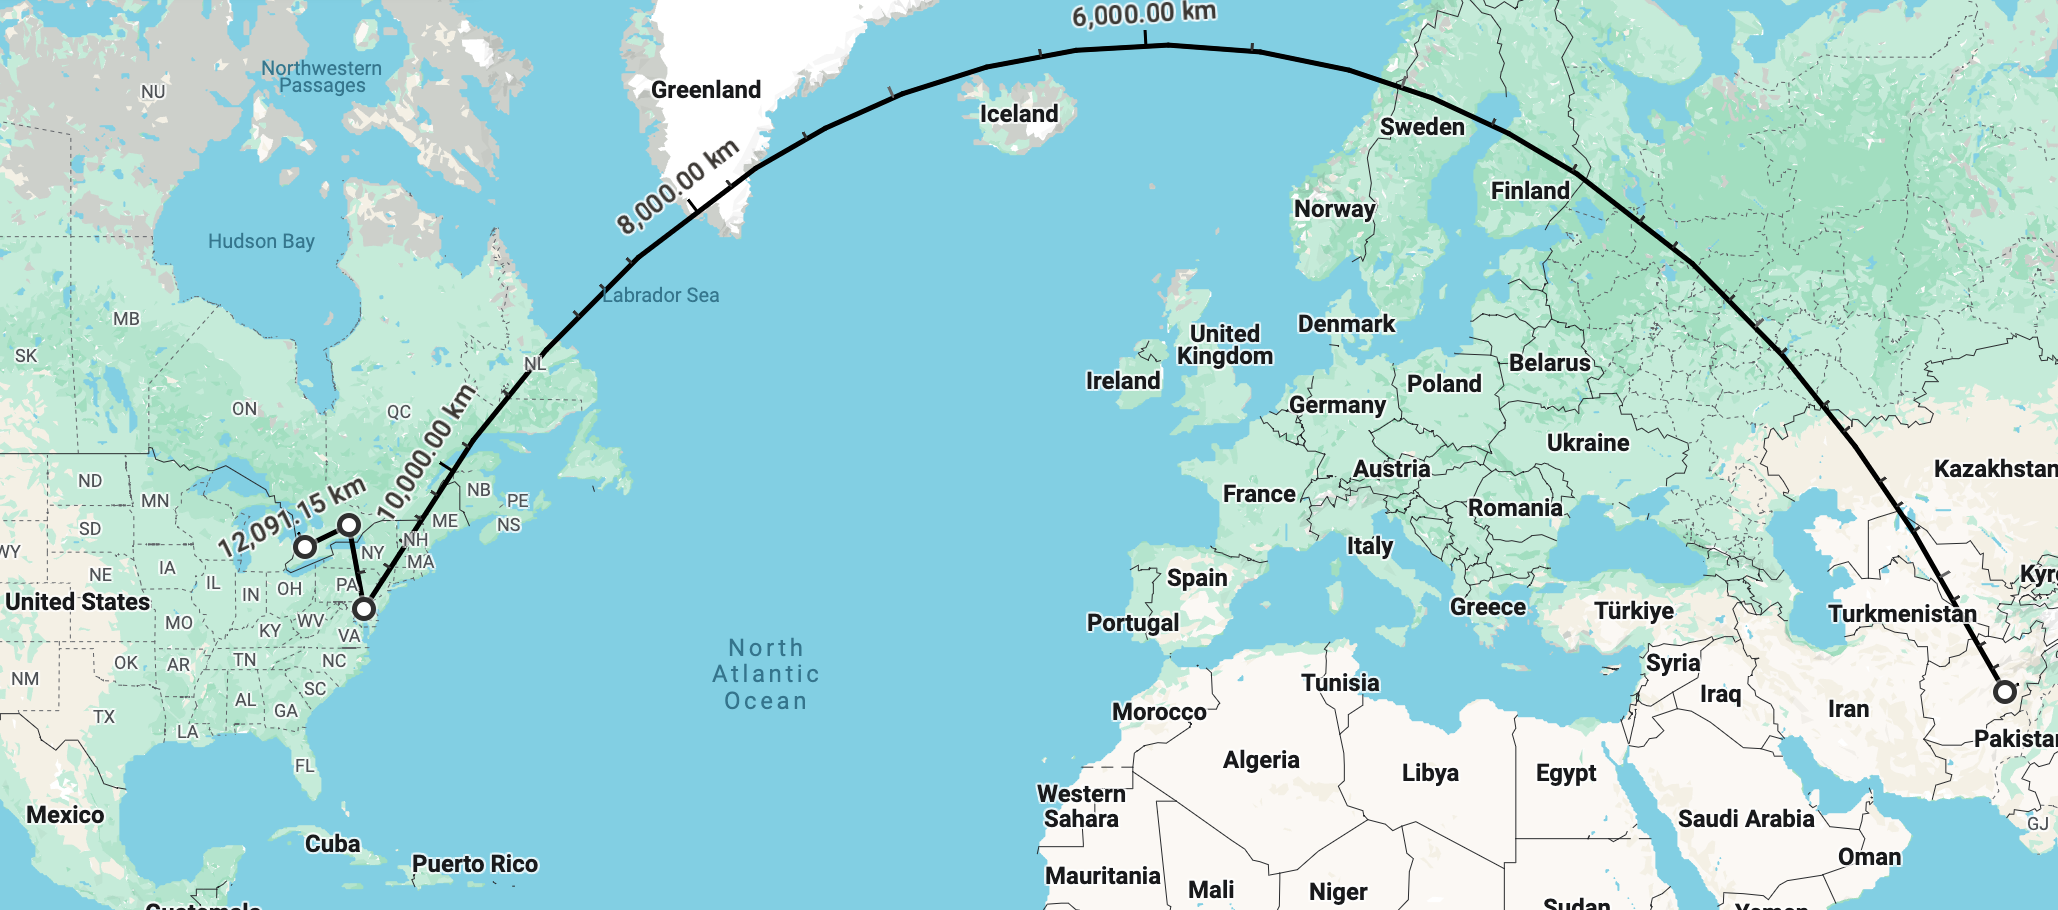 6,000.00 km
Northwestern
Passages
NU
Greenland
Iceland
Sweden
8,000.00 km
Finland
Norway
Hudson Bay
Labrador Sea
MB
Denmark
United
Kingdom
SK
NL
Belarus
Ireland
Poland
Germany
ON
QC
10,000.00 km
Ukraine
Austria
Kazakhstan
ND
MN
NB
PE
France
Romania
12,091.15 km
SD
ME
NS
WY
NY
NH
MA
Italy
IA
NE
IL
IN
OH
PA
Spain
Kyr
United States
Greece
Türkiye
Turkmenistan
MO
KY
WV
VA
Portugal
North
Atlantic
Ocean
OK
AR
TN
NC
Syria
NM
SC
Tunisia
Iraq
Iran
AL
GA
Morocco
TX
LA
Pakistan
FL
Algeria
Libya
Egypt
Western
Sahara
Mexico
Saudi Arabia
GJ
Cuba
Puerto Rico
Oman
Mauritania
Mali
Niger
Sudan
Yemen
Guatemala